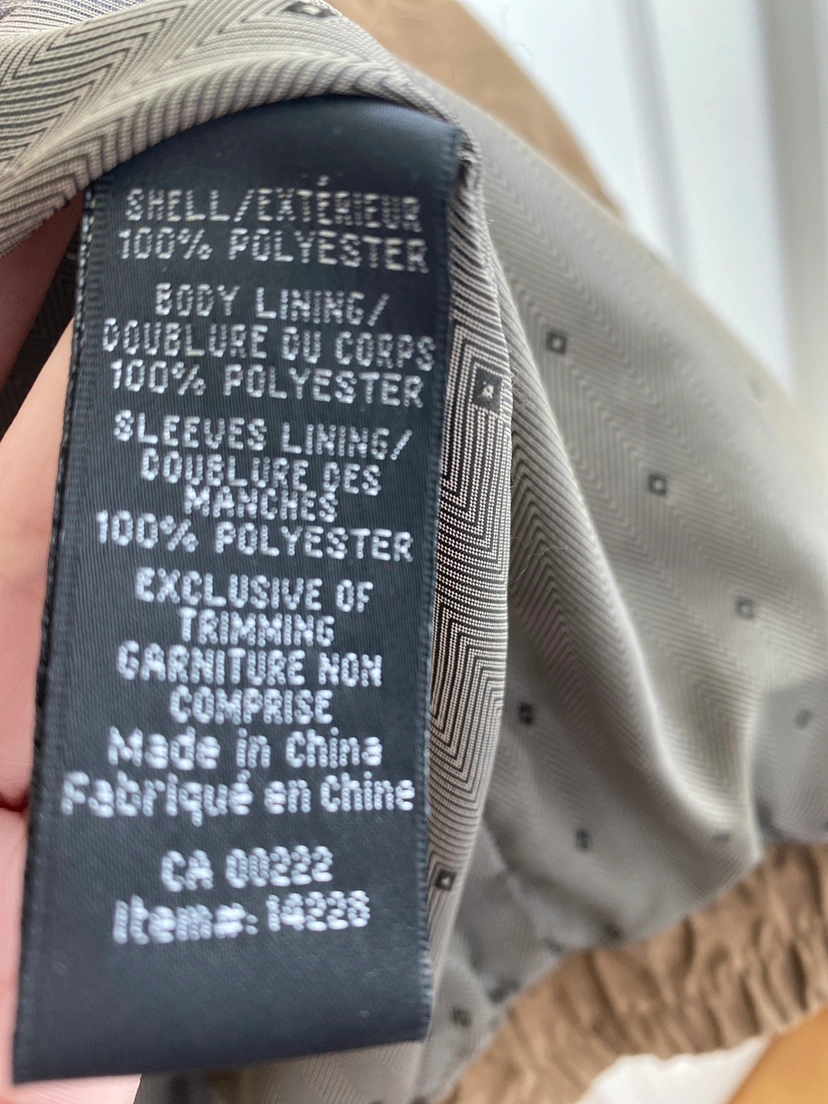 SHELL/EXTÉRIEUR
100% POLYESTER
BODY LINING/
DOUBLURE DU CORPS
100% POLYESTER
SLEEVES LINING/
DOUBLURE DES
MANCHES
100% POLYESTER
EXCLUSIVE OF
TRIMMING
GARNITURE NON
COMPRISE
Made in China
Fabriqué en Chine
CA 00222
Item#: 14228